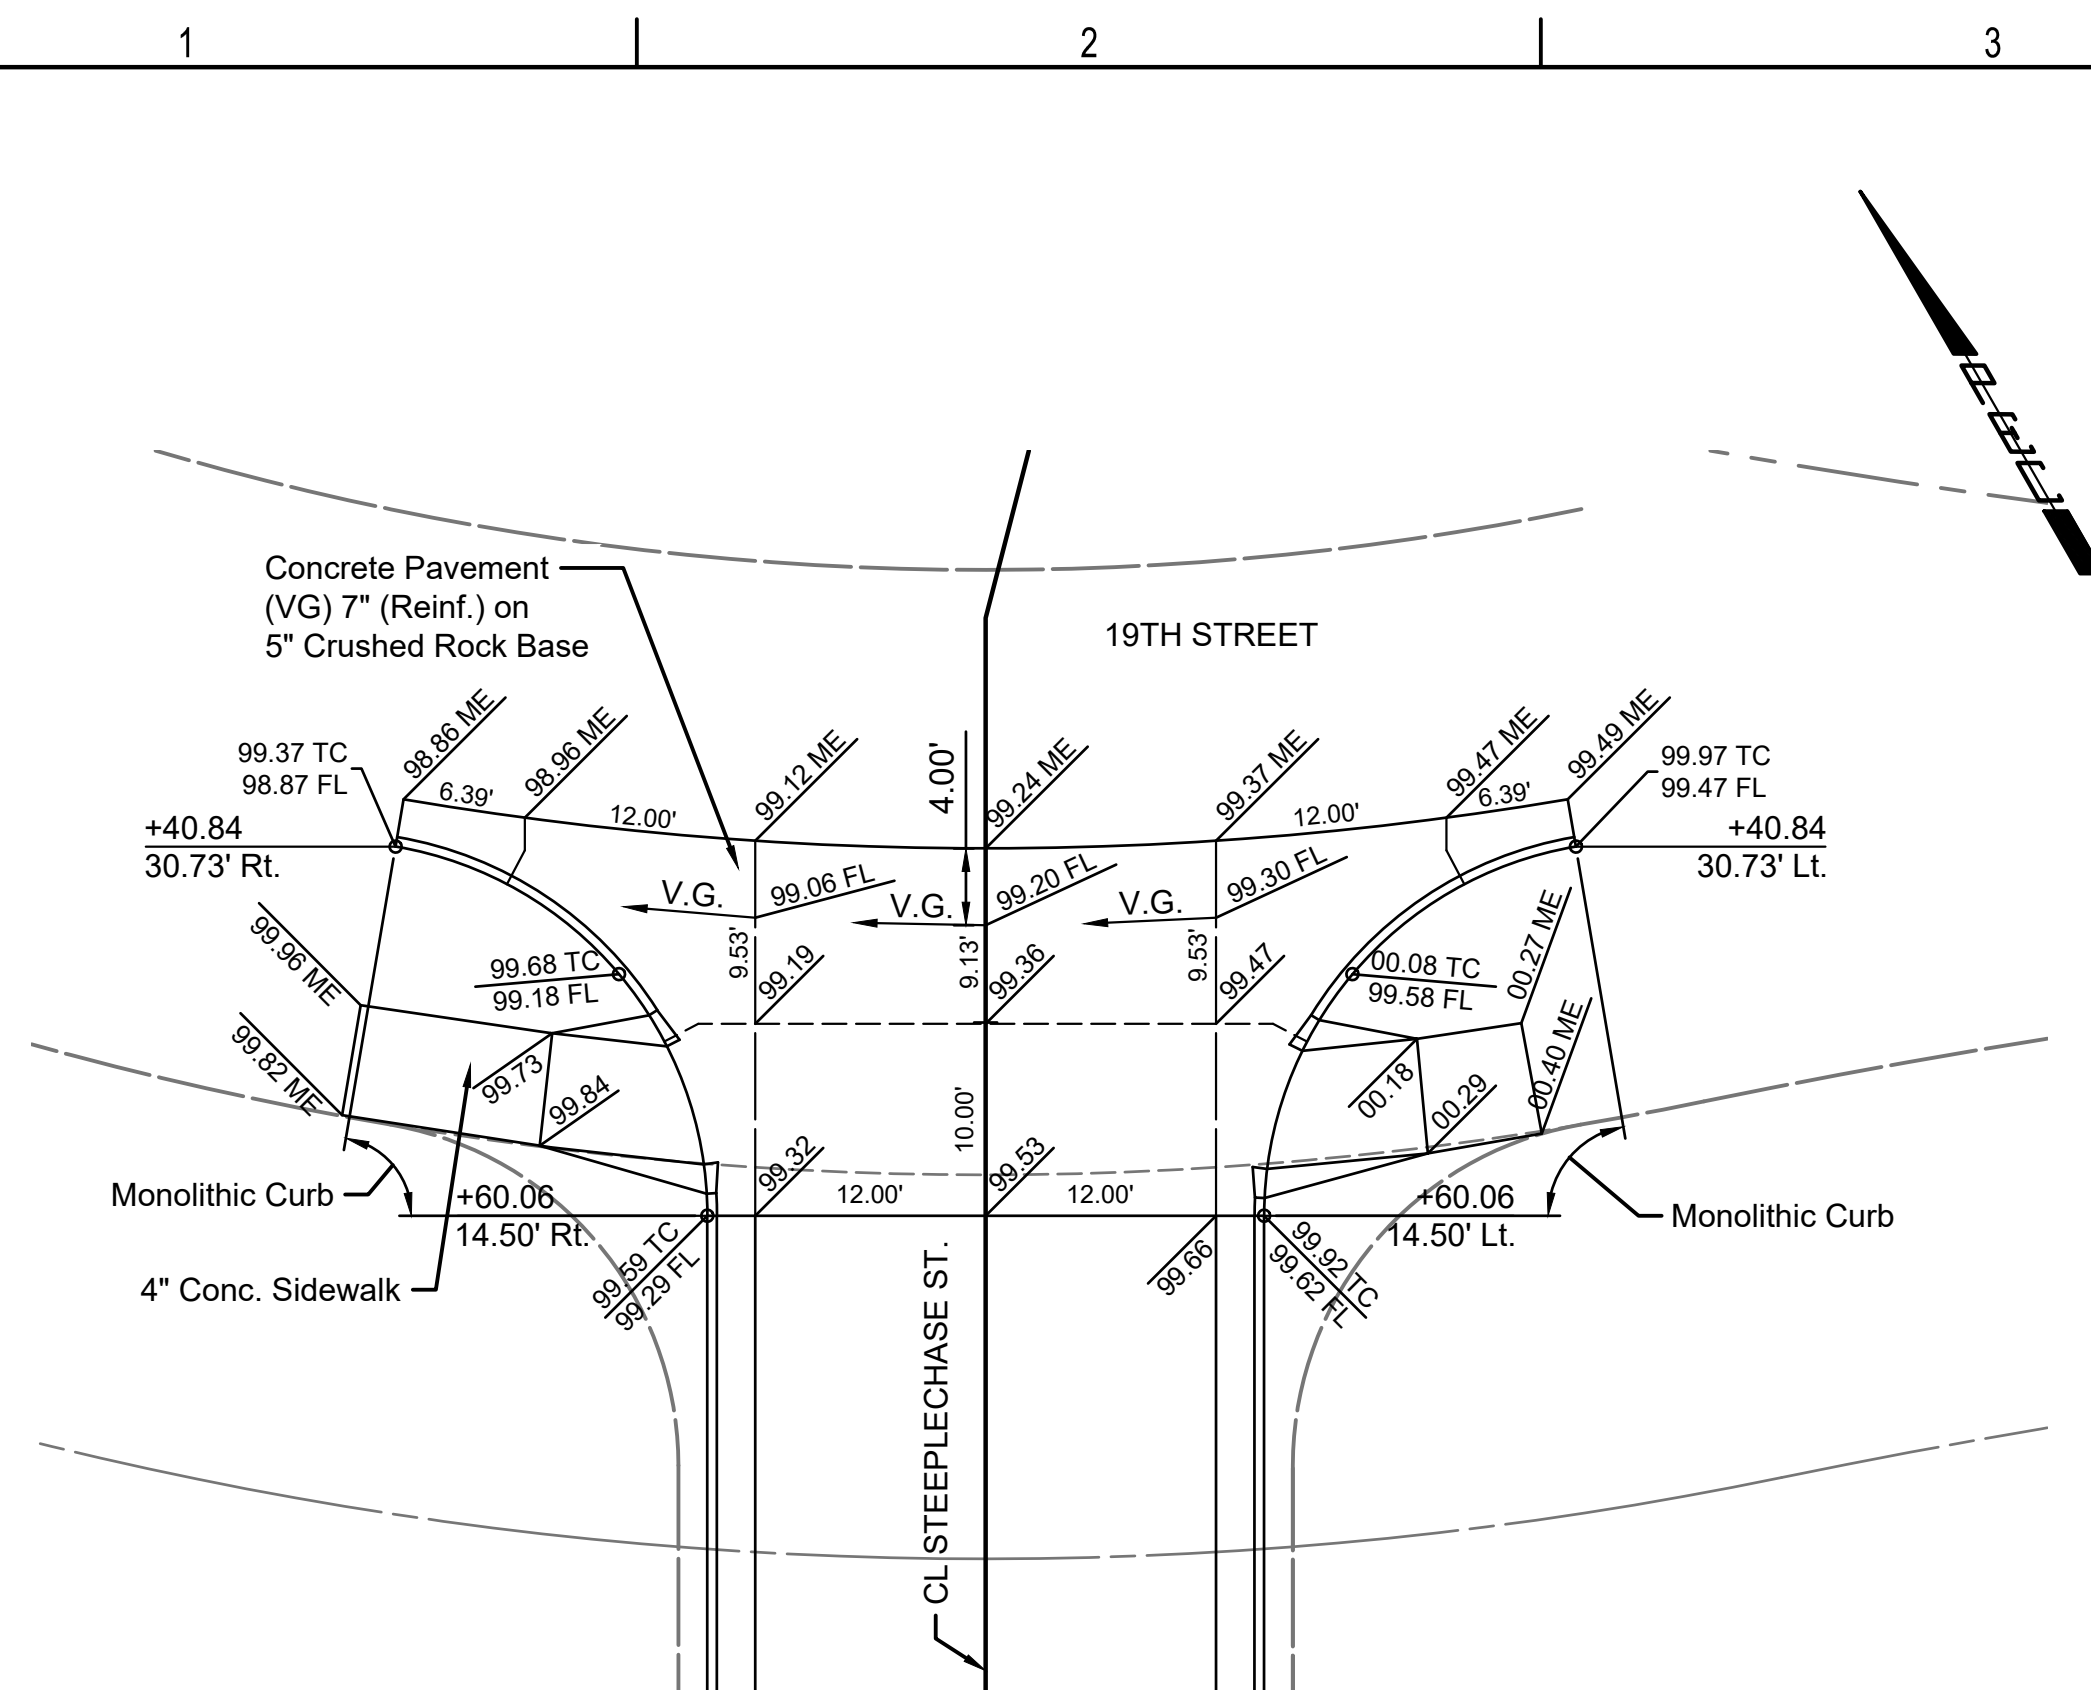 1
2
3
Concrete Pavement
(VG) 7" (Reinf.) on
5" Crushed Rock Base
19TH STREET
99.37 TC
98.87 FL
98.86 ME
98.96 ME
99.12 ME
4.00'
99.24 ME
99.37 ME
99.47 ME
99.49 ME
99.97 TC
99.47 FL
6.39'
12.00'
12.00'
6.39'
+40.84
30.73' Rt.
+40.84
30.73' Lt.
V.G.
99.06 FL
V.G.
99.20 FL
V.G.
99.30 FL
99.96 ME
99.68 TC
99.18 FL
9.53'
99.19
9.13'
99.36
9.53'
99.47
00.08 TC
99.58 FL
00.27 ME
99.82 ME
99.73
99.84
10.00'
00.18
00.29
00.40 ME
Monolithic Curb
+60.06
14.50' Rt.
99.32
12.00'
99.53
12.00'
+60.06
14.50' Lt.
Monolithic Curb
4" Conc. Sidewalk
99.59 TC
99.29 FL
99.66
99.92 TC
99.62 FL
CL STEEPLECHASE ST.